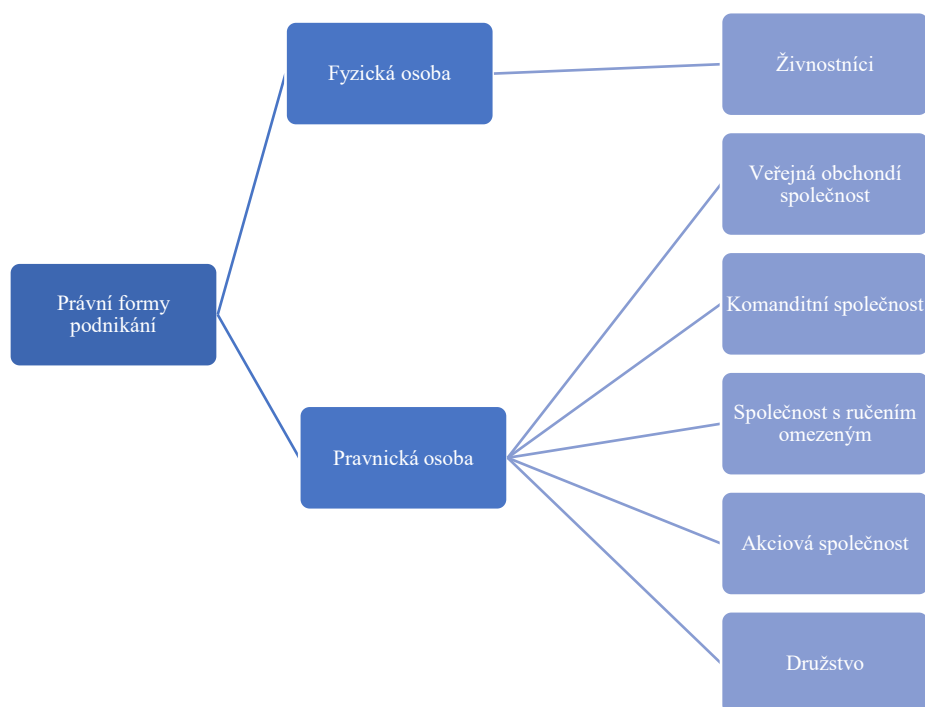 Právní formy
podnikání
Fyzická osoba
Živnostníci
Pravnická osoba
Veřejná obchondí
společnost
Komanditní společnost
Společnost s ručením
omezeným
Akciová společnost
Družstvo